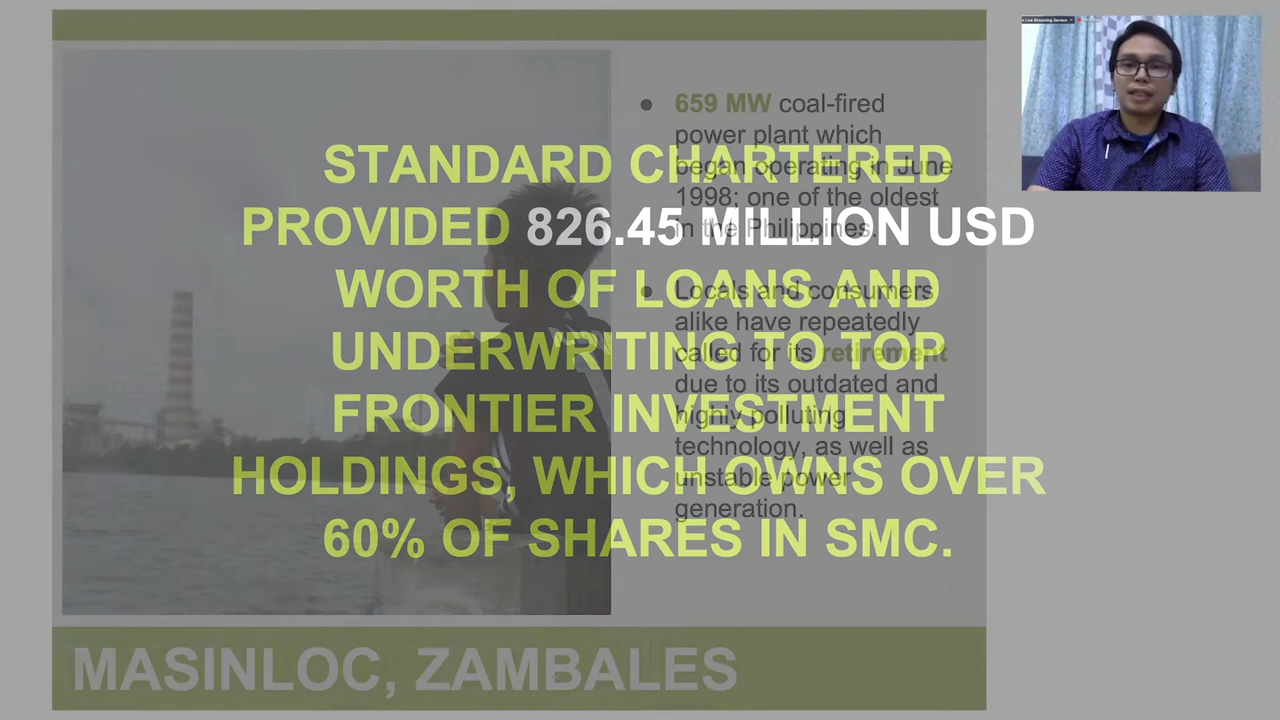 Live Streaming Service
659 MW coal-fired
power plant which
began operating in June
1998; one of the oldest
in the Philippines.
Locals and consumers
alike have repeatedly
called for its retirement
due to its outdated and
highly polluting
technology, as well as
unstable power
generation.
STANDARD CHARTERED
PROVIDED 826.45 MILLION USD
WORTH OF LOANS AND
UNDERWRITING TO TOP
FRONTIER INVESTMENT
HOLDINGS, WHICH OWNS OVER
60% OF SHARES IN SMC.
MASINLOC, ZAMBALES